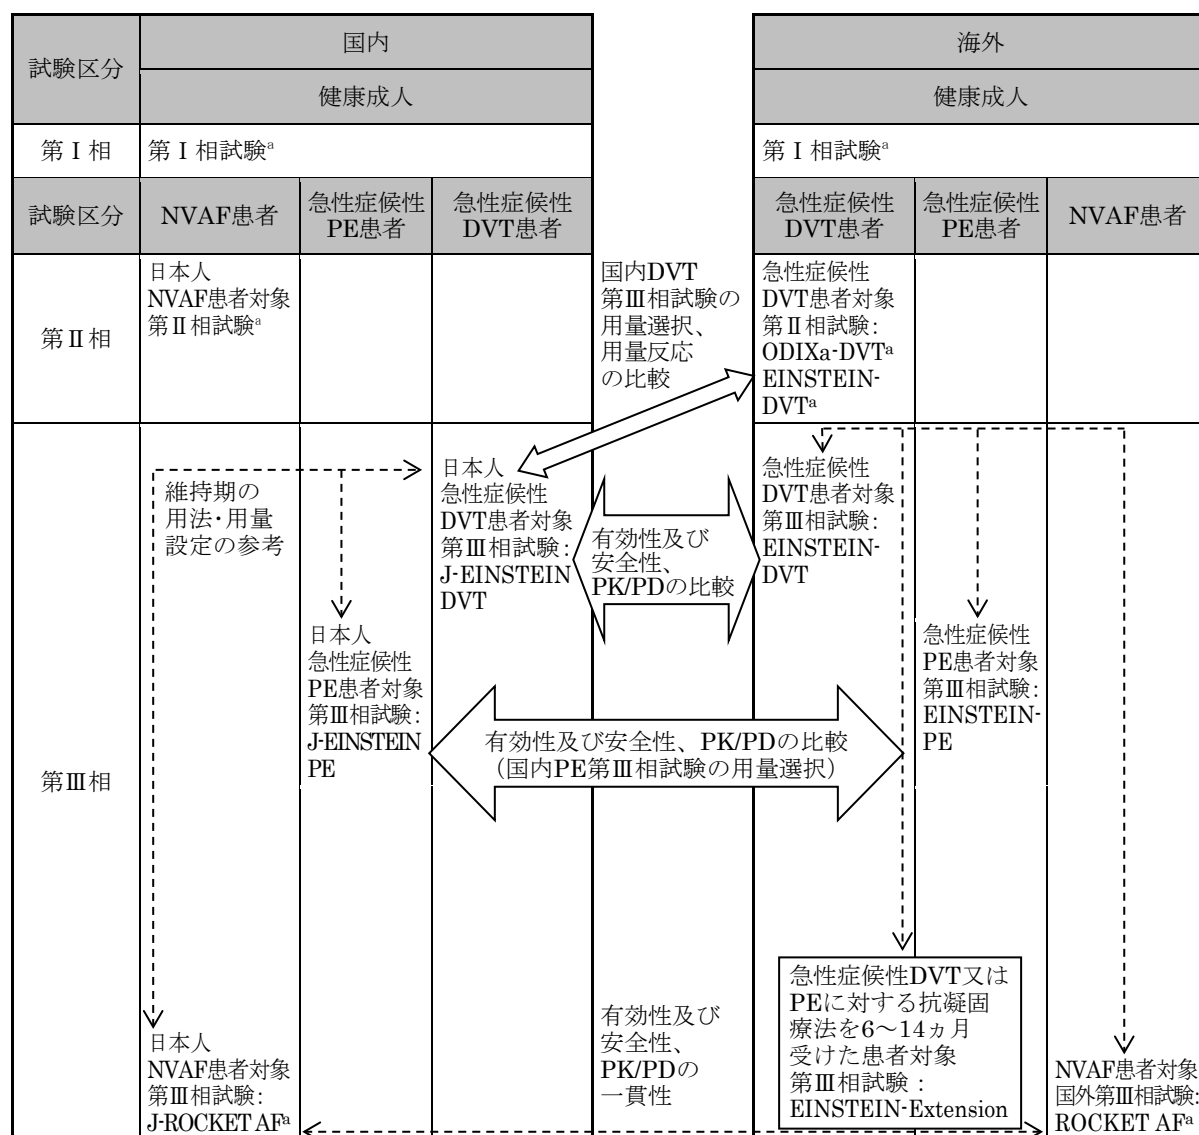 試験区分
国内
海外
健康成人
健康成人
第Ⅰ相
第Ⅰ相試験a
第Ⅰ相試験a
試験区分
NVAF患者
急性症候性
PE患者
急性症候性
DVT患者
急性症候性
DVT患者
急性症候性
PE患者
NVAF患者
第Ⅱ相
日本人
NVAF患者対象
第Ⅱ相試験a
国内DVT
第Ⅲ相試験の
用量選択、
用量反応
の比較
急性症候性
DVT患者対象
第Ⅱ相試験:
ODIXa-DVTa
EINSTEIN-
DVTa
第Ⅲ相
維持期の
用法・用量
設定の参考
日本人
急性症候性
DVT患者対象
第Ⅲ相試験:
J-EINSTEIN
DVT
有効性及び
安全性、
PK/PDの比較
急性症候性
DVT患者対象
第Ⅲ相試験:
EINSTEIN-
DVT
日本人
急性症候性
PE患者対象
第Ⅲ相試験:
J-EINSTEIN
PE
有効性及び安全性、PK/PDの比較
（国内PE第Ⅲ相試験の用量選択）
急性症候性
PE患者対象
第Ⅲ相試験:
EINSTEIN-
PE
日本人
NVAF患者対象
第Ⅲ相試験:
J-ROCKET AFa
有効性及び
安全性、
PK/PDの
一貫性
急性症候性DVT又は
PEに対する抗凝固
療法を6～14ヵ月
受けた患者対象
第Ⅲ相試験：
EINSTEIN-Extension
NVAF患者対象
国外第Ⅲ相試験:
ROCKET AFa